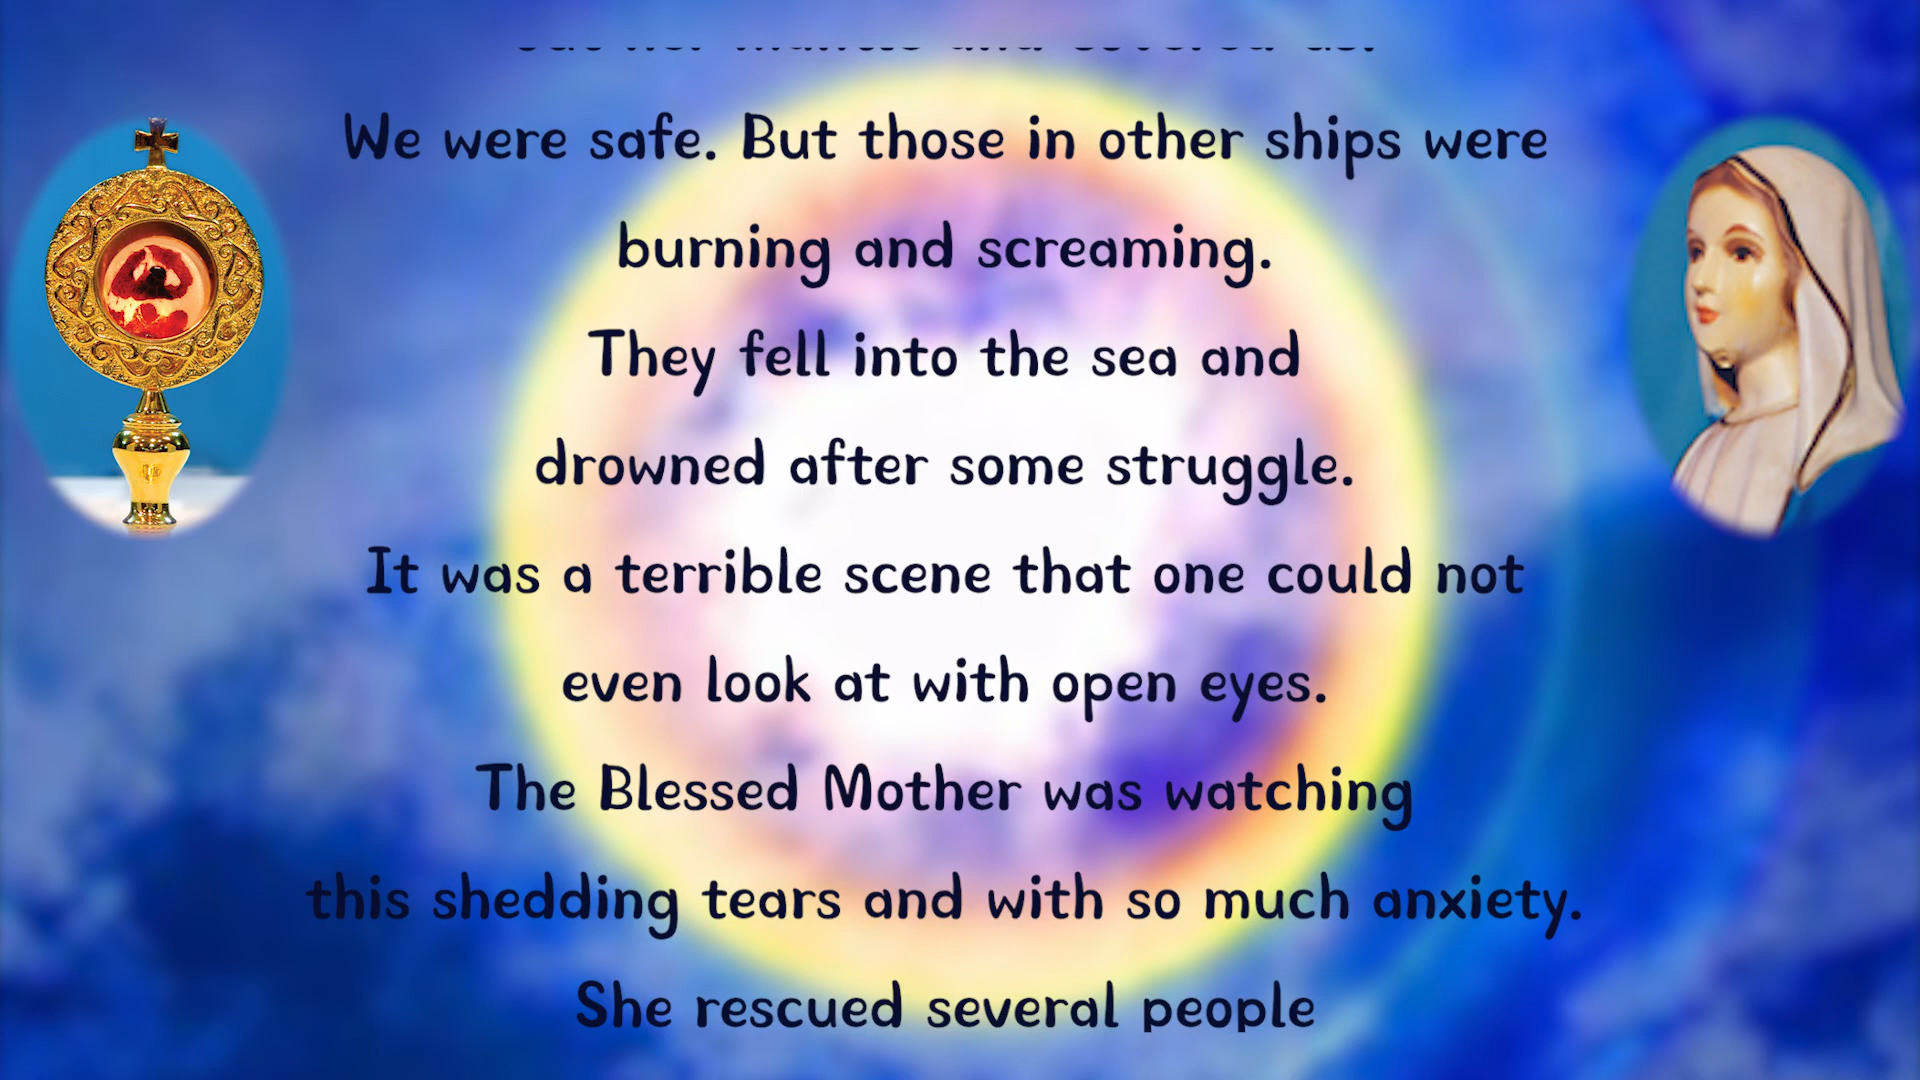 We were safe. But those in other ships were
burning and screaming.
They fell into the sea and
drowned after some struggle.
It was a terrible scene that one could not
even look at with open eyes.
The Blessed Mother was watching
this shedding tears and with so much anxiety.
She rescued several people